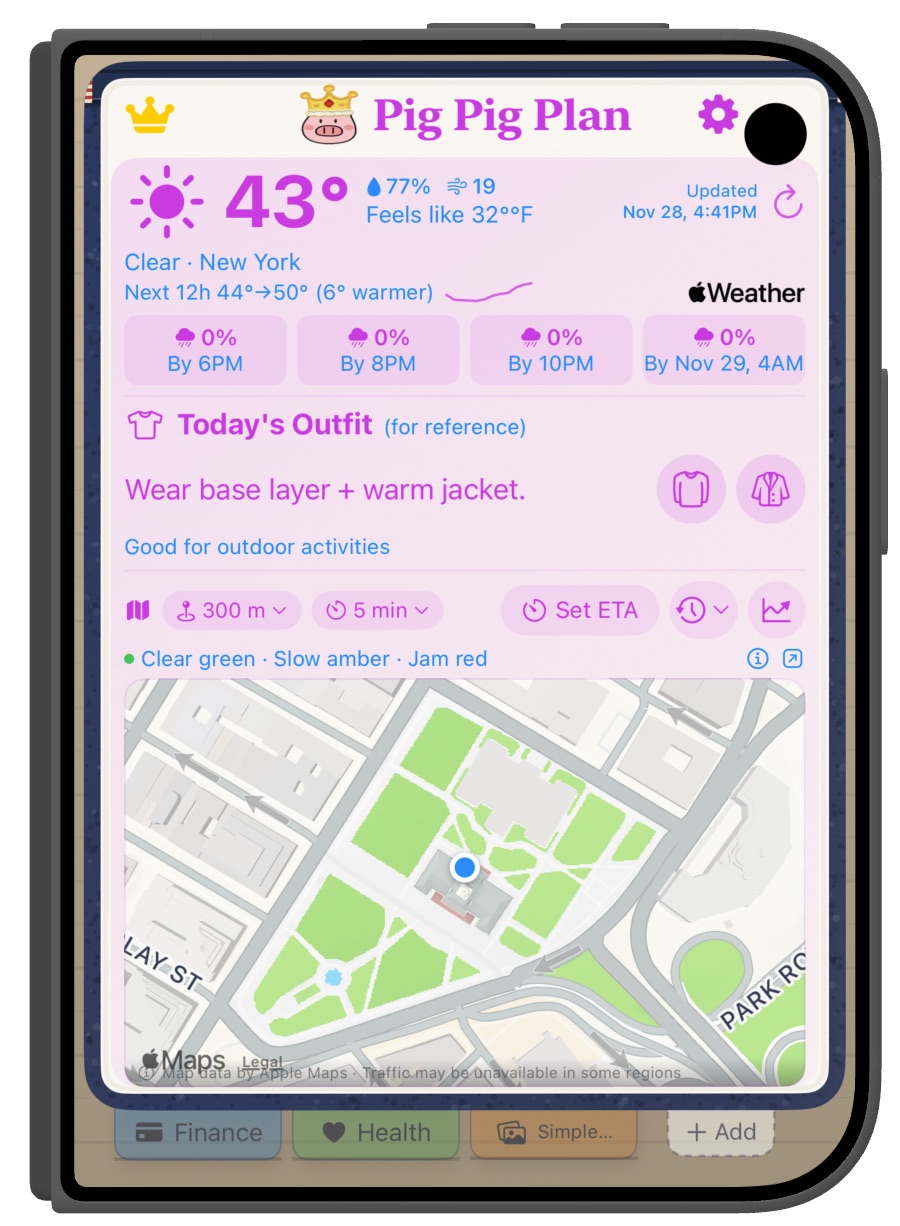 Pig Pig Plan
43°
77% 19
Feels like 32°°F
Updated
Nov 28, 4:41PM
Clear · New York
Next 12h 44°→50° (6° warmer)
Weather
0%
By 6PM
0%
By 8PM
0%
By 10PM
0%
By Nov 29, 4AM
Today's Outfit (for reference)
Wear base layer + warm jacket.
Good for outdoor activities
300 m
5 min
Set ETA
Clear green · Slow amber · Jam red
LAY ST
PARK RO
Maps Legal
Map data by Apple Maps · Traffic may be unavailable in some regions
Finance
Health
Simple...
+ Add